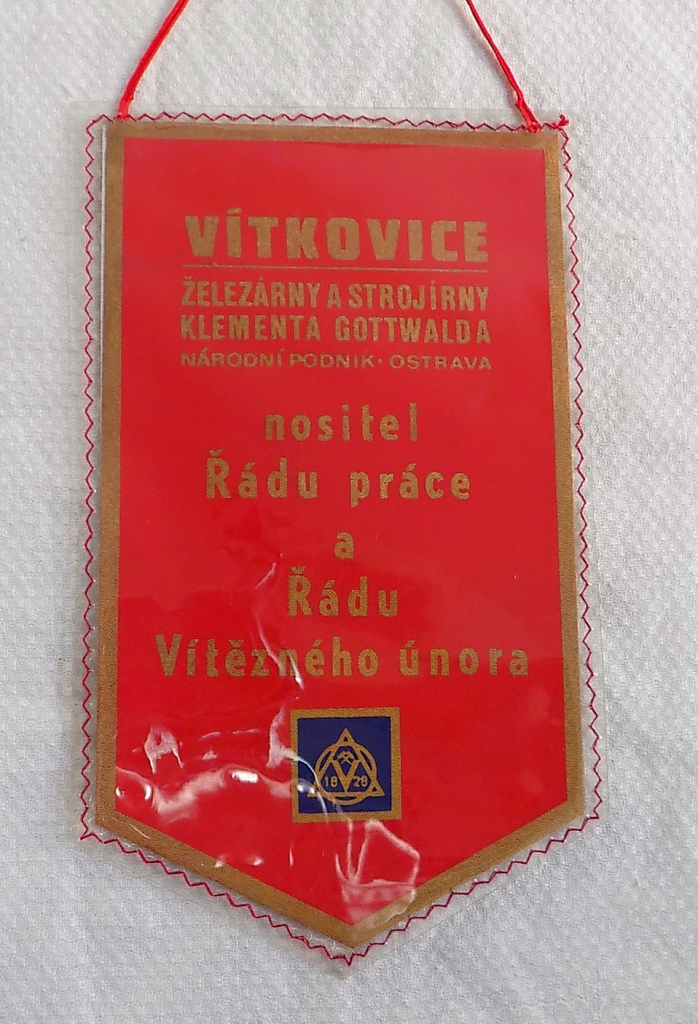 VÍTKOVICE
ŽELEZÁRNY A STROJÍRNY
KLEMENTA GOTTWALDA
NÁRODNÍ PODNIK · OSTRAVA
nositel
Řádu práce
a
Řádu
Vítězného února
18 28